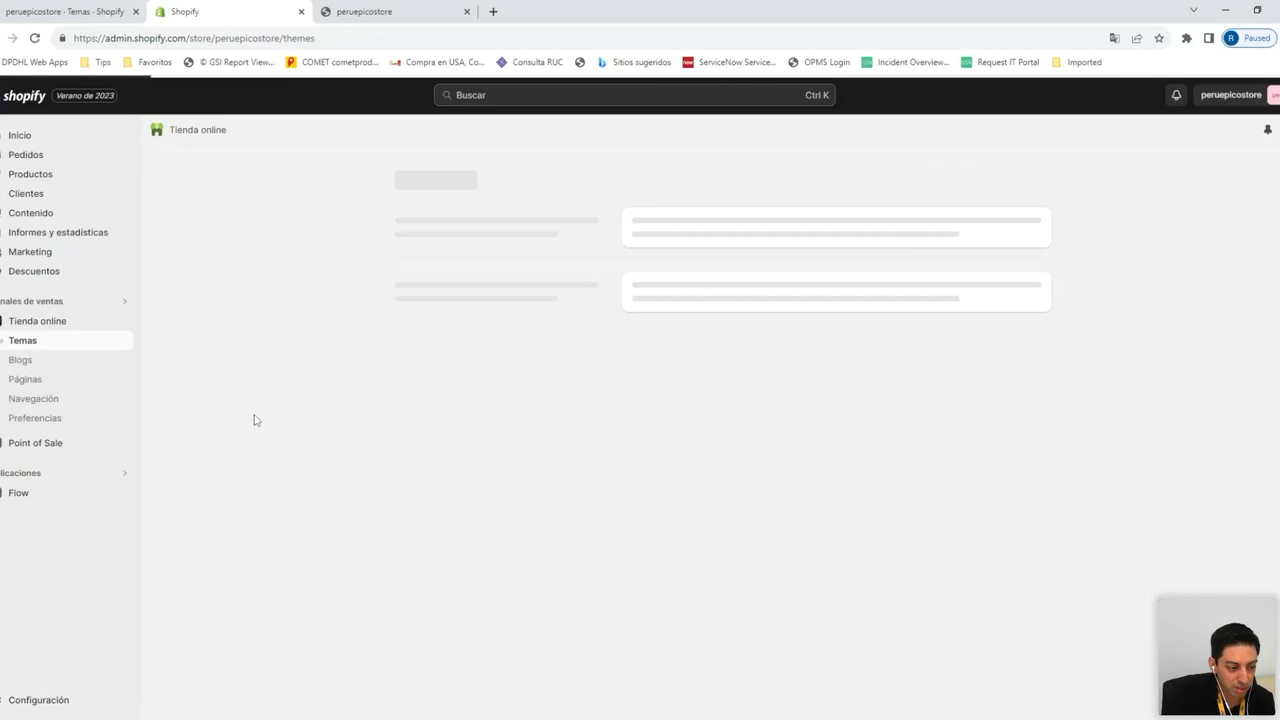 peruepicostore · Temas · Shopify
Shopify
peruepicostore
https://admin.shopify.com/store/peruepicostore/themes
R Paused
DPDHL Web Apps
Tips
Favoritos
© GSI Report View...
COMET cometprod...
Compra en USA, Co...
Consulta RUC
Sitios sugeridos
ServiceNow Service...
OPMS Login
Incident Overview...
Request IT Portal
Imported
shopify
Verano de 2023
Buscar
Ctrl K
peruepicostore
Tienda online
Inicio
Pedidos
Productos
Clientes
Contenido
Informes y estadísticas
Marketing
Descuentos
nales de ventas
Tienda online
Temas
Blogs
Páginas
Navegación
Preferencias
Point of Sale
licaciones
Flow
Configuración